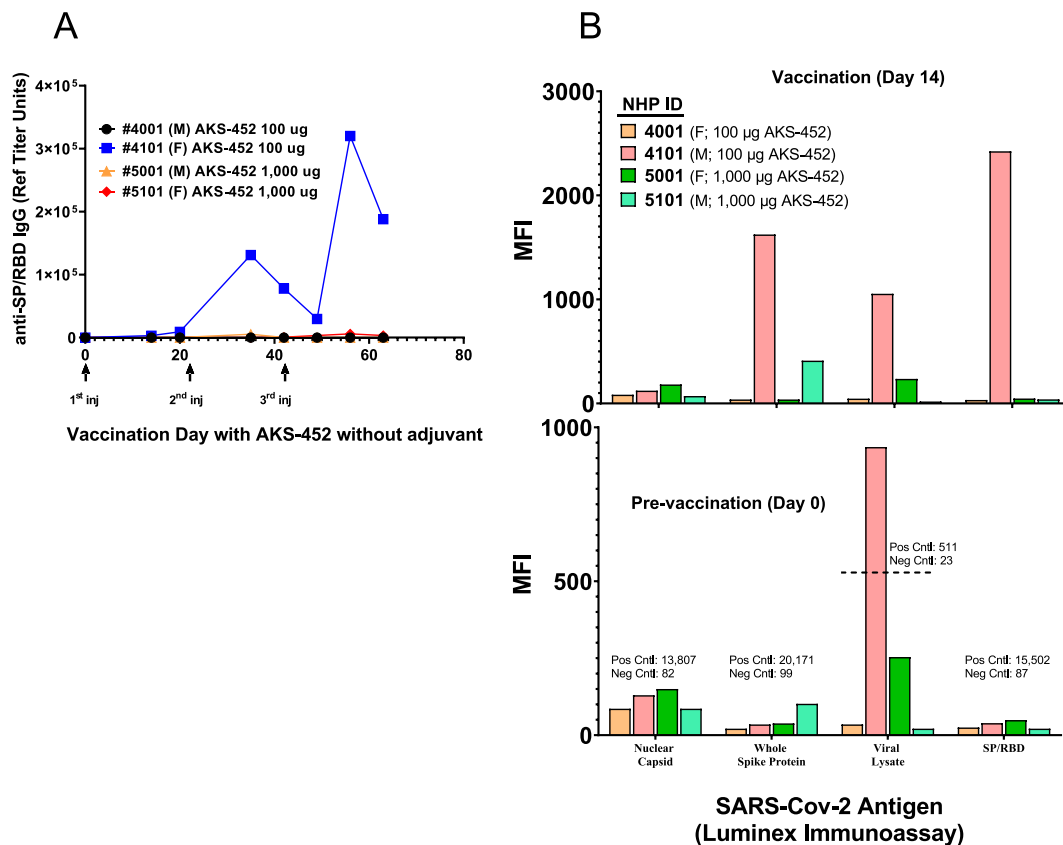 A
anti-SP/RBD IgG (Ref Titer Units)
4×10⁵
3×10⁵
2×10⁵
1×10⁵
0
#4001 (M) AKS-452 100 ug
#4101 (F) AKS-452 100 ug
#5001 (M) AKS-452 1,000 ug
#5101 (F) AKS-452 1,000 ug
0 20 40 60 80
1st inj 2nd inj 3rd inj
Vaccination Day with AKS-452 without adjuvant
B
Vaccination (Day 14)
NHP ID
4001 (F; 100 µg AKS-452)
4101 (M; 100 µg AKS-452)
5001 (F; 1,000 µg AKS-452)
5101 (M; 1,000 µg AKS-452)
MFI
3000
2000
1000
0
Pre-vaccination (Day 0)
MFI
1000
500
0
Pos Cntl: 511
Neg Cntl: 23
Pos Cntl: 13,807
Neg Cntl: 82
Pos Cntl: 20,171
Neg Cntl: 99
Pos Cntl: 15,502
Neg Cntl: 87
Nuclear
Capsid
Whole
Spike Protein
Viral
Lysate
SP/RBD
SARS-Cov-2 Antigen
(Luminex Immunoassay)